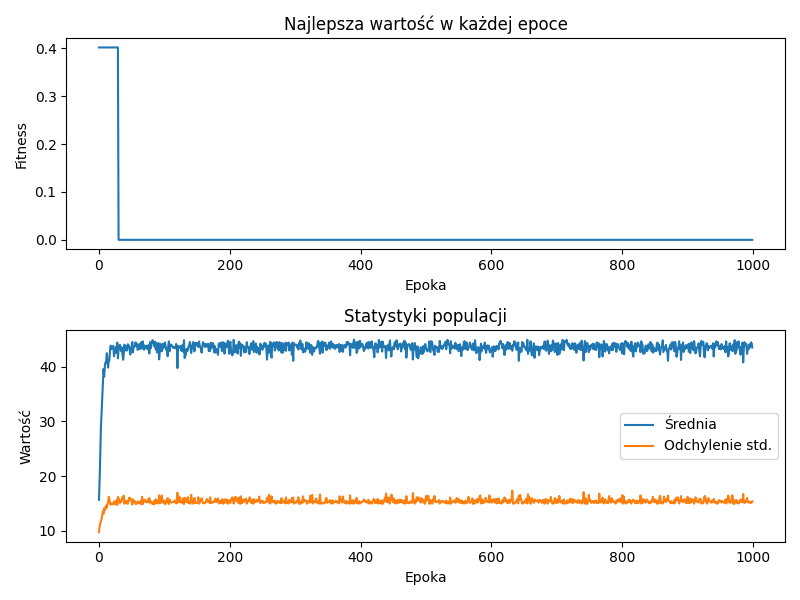 Najlepsza wartość w każdej epoce
0.4
0.3
0.2
0.1
0.0
Fitness
0 200 400 600 800 1000
Epoka
Statystyki populacji
40
30
20
10
Wartość
Średnia
Odchylenie std.
0 200 400 600 800 1000
Epoka